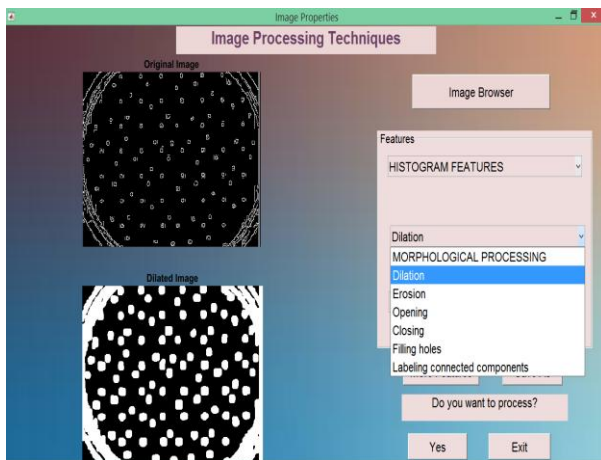 Image Properties
Image Processing Techniques
Original Image
Image Browser
Features
HISTOGRAM FEATURES
Dilation
MORPHOLOGICAL PROCESSING
Dilation
Erosion
Opening
Closing
Filling holes
Labeling connected components
Dilated Image
Do you want to process?
Yes
Exit